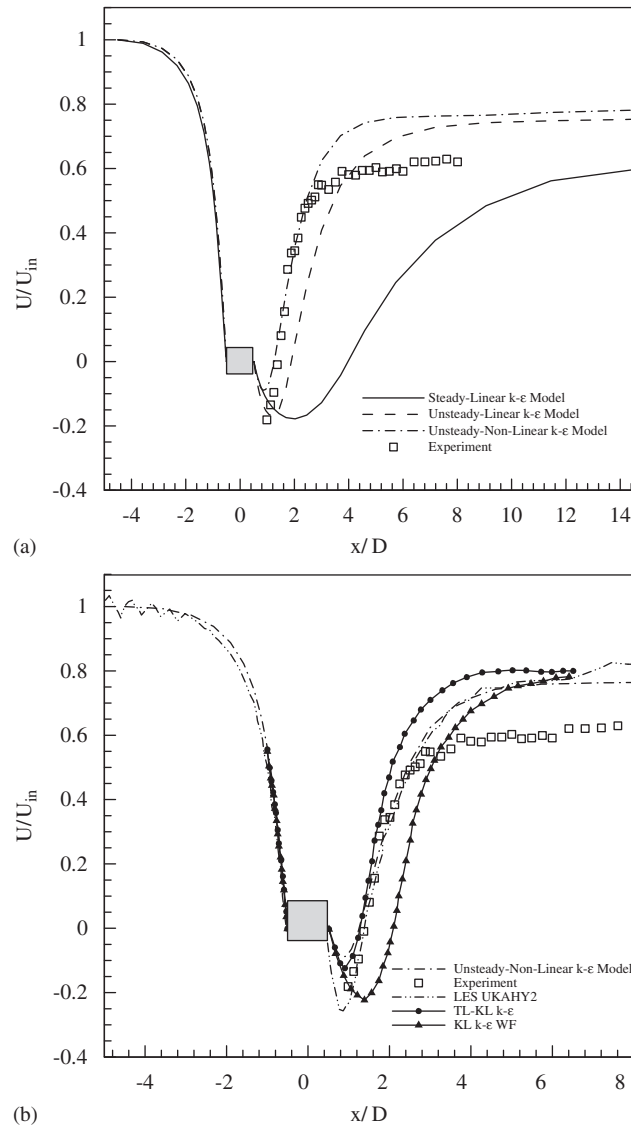 1
0.8
0.6
0.4
0.2
0
-0.2
-0.4
U/U_in
-4 -2 0 2 4 6 8 10 12 14
x/D
Steady-Linear k-ε Model
Unsteady-Linear k-ε Model
Unsteady-Non-Linear k-ε Model
Experiment
(a)
1
0.8
0.6
0.4
0.2
0
-0.2
-0.4
U/U_in
-4 -2 0 2 4 6 8
x/D
Unsteady-Non-Linear k-ε Model
Experiment
LES UKAHY2
TL-KL k-ε
KL k-ε WF
(b)